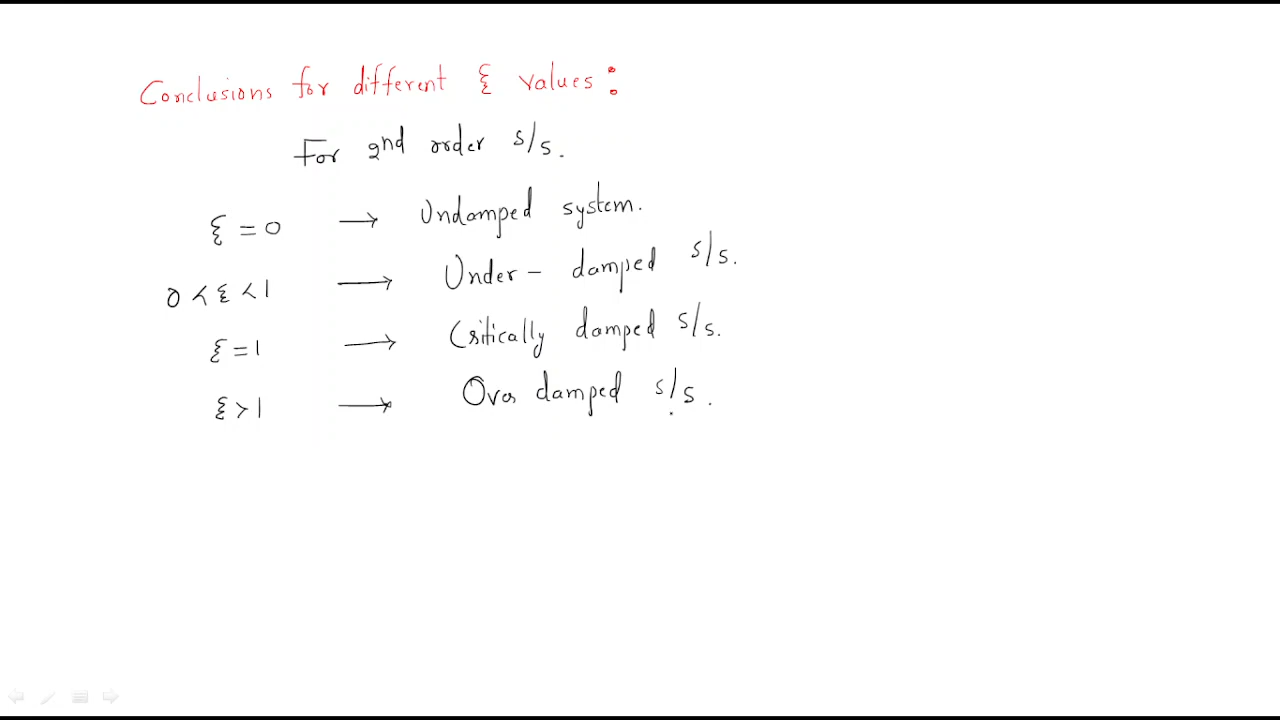 Conclusions for different ξ values :
For 2nd order s/s.
ξ = 0 → Undamped system.
0 < ξ < 1 → Under - damped s/s.
ξ = 1 → Critically damped s/s.
ξ > 1 → Over damped s/s.